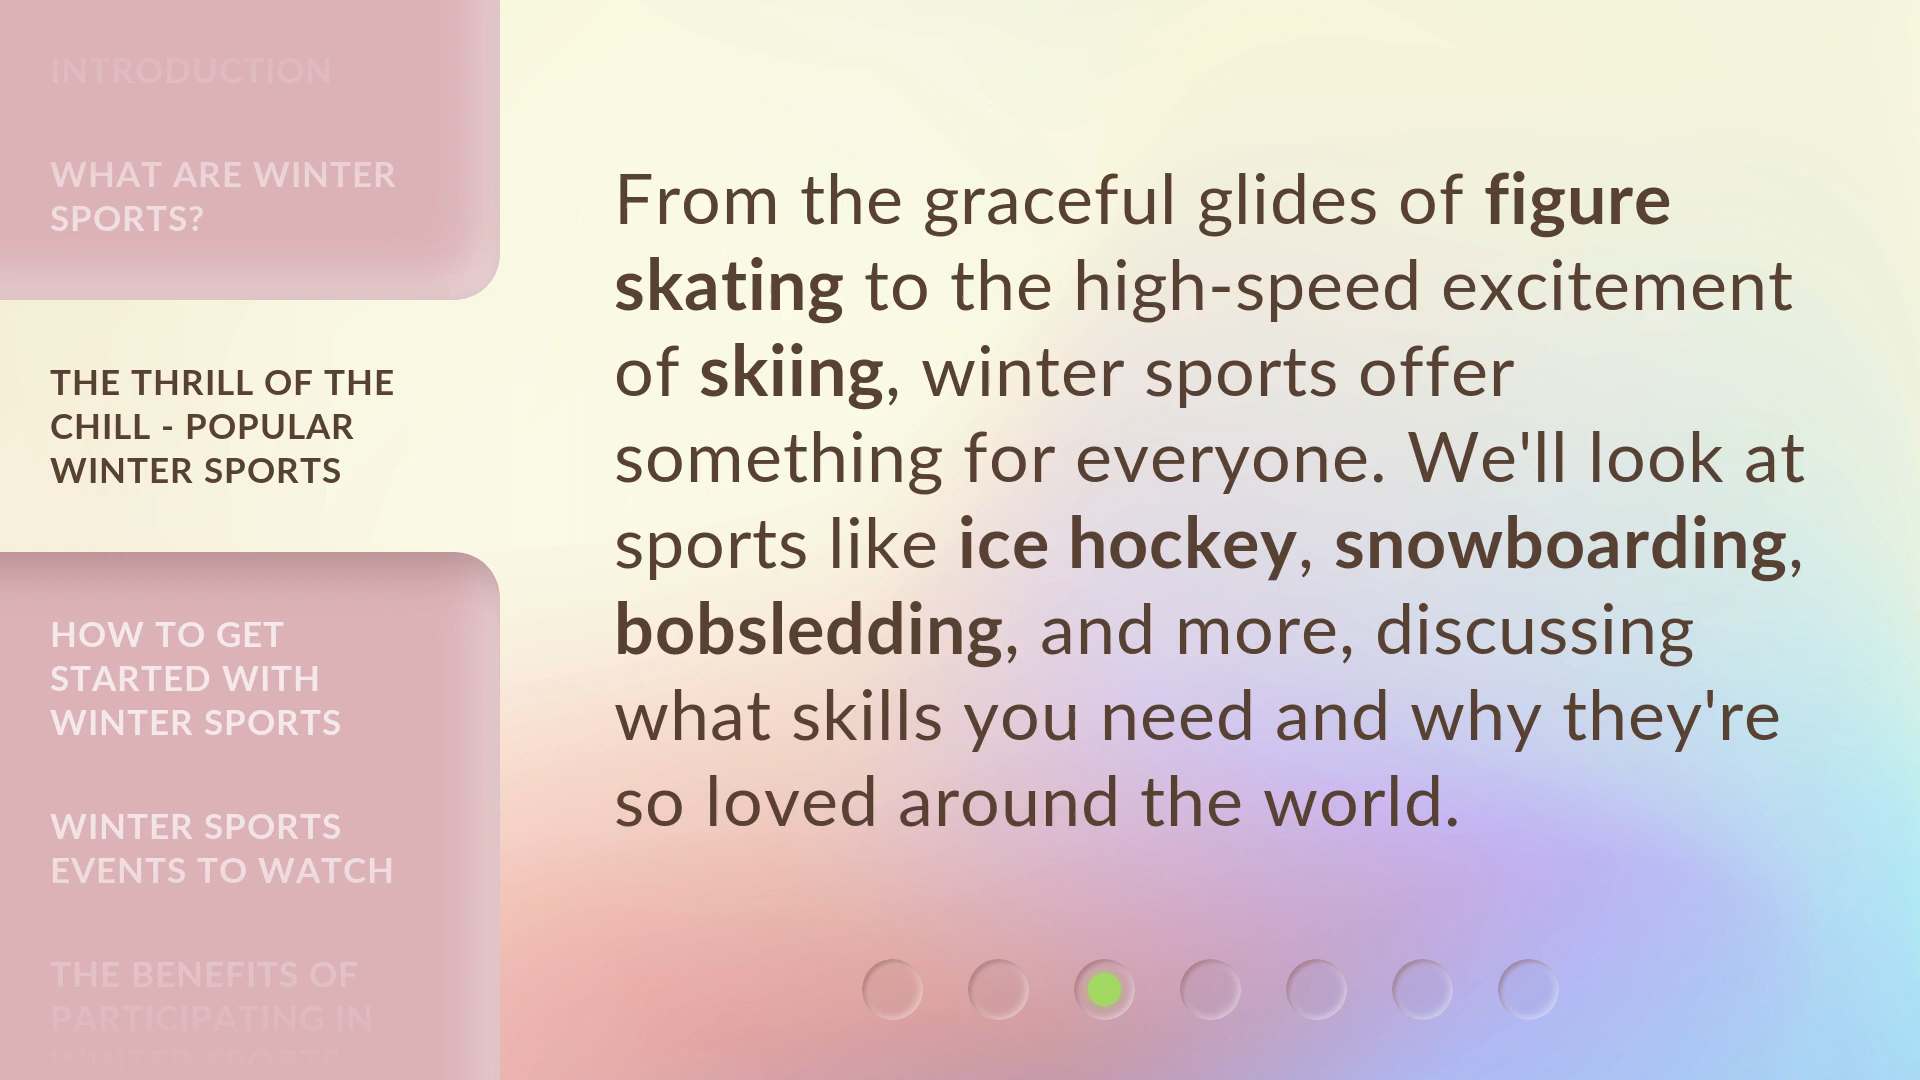 INTRODUCTION
WHAT ARE WINTER
SPORTS?
THE THRILL OF THE
CHILL - POPULAR
WINTER SPORTS
HOW TO GET
STARTED WITH
WINTER SPORTS
WINTER SPORTS
EVENTS TO WATCH
THE BENEFITS OF
PARTICIPATING IN
WINTER SPORTS
From the graceful glides of figure
skating to the high-speed excitement
of skiing, winter sports offer
something for everyone. We'll look at
sports like ice hockey, snowboarding,
bobsledding, and more, discussing
what skills you need and why they're
so loved around the world.